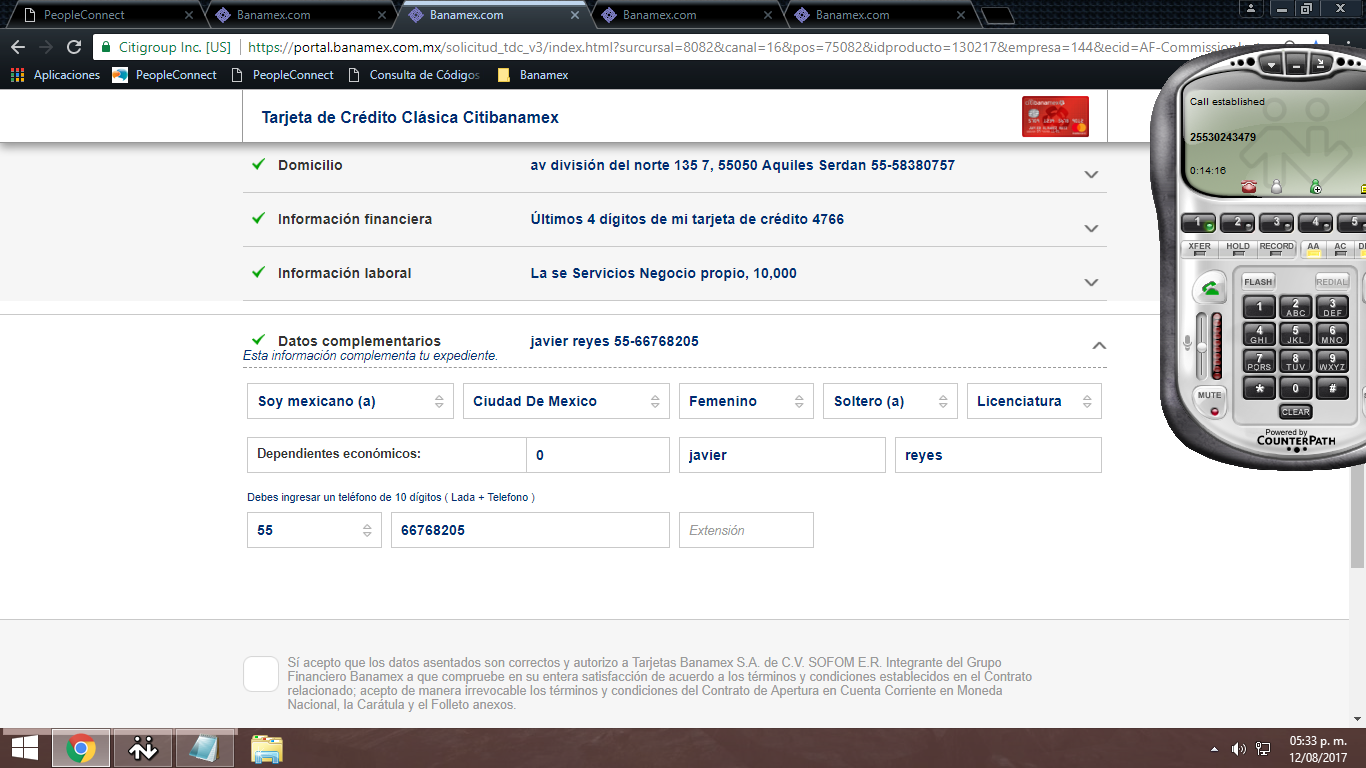 PeopleConnect
Banamex.com
Banamex.com
Banamex.com
Banamex.com
Citigroup Inc. [US]
https://portal.banamex.com.mx/solicitud_tdc_v3/index.html?surcursal=8082&canal=16&pos=75082&idproducto=130217&empresa=144&ecid=AF-Commission
Aplicaciones PeopleConnect PeopleConnect Consulta de Códigos Banamex
Tarjeta de Crédito Clásica Citibanamex
citibanamex
Domicilio av división del norte 135 7, 55050 Aquiles Serdan 55-58380757
Información financiera Últimos 4 dígitos de mi tarjeta de crédito 4766
Información laboral La se Servicios Negocio propio, 10,000
Datos complementarios javier reyes 55-66768205
Esta información complementa tu expediente.
Soy mexicano (a) Ciudad De Mexico Femenino Soltero (a) Licenciatura
Dependientes económicos: 0 javier reyes
Debes ingresar un teléfono de 10 dígitos ( Lada + Telefono )
55 66768205 Extensión
Sí acepto que los datos asentados son correctos y autorizo a Tarjetas Banamex S.A. de C.V. SOFOM E.R. Integrante del Grupo
Financiero Banamex a que compruebe en su entera satisfacción de acuerdo a los términos y condiciones establecidos en el Contrato
relacionado; acepto de manera irrevocable los términos y condiciones del Contrato de Apertura en Cuenta Corriente en Moneda
Nacional, la Carátula y el Folleto anexos.
Call established
25530243479
0:14:16
1 2 3 4 5
XFER HOLD RECORD AA AC
FLASH REDIAL
1 2 ABC 3 DEF
4 GHI 5 JKL 6 MNO
7 PQRS 8 TUV 9 WXYZ
* 0 #
MUTE
CLEAR
Powered by
COUNTERPATH
05:33 p. m.
12/08/2017